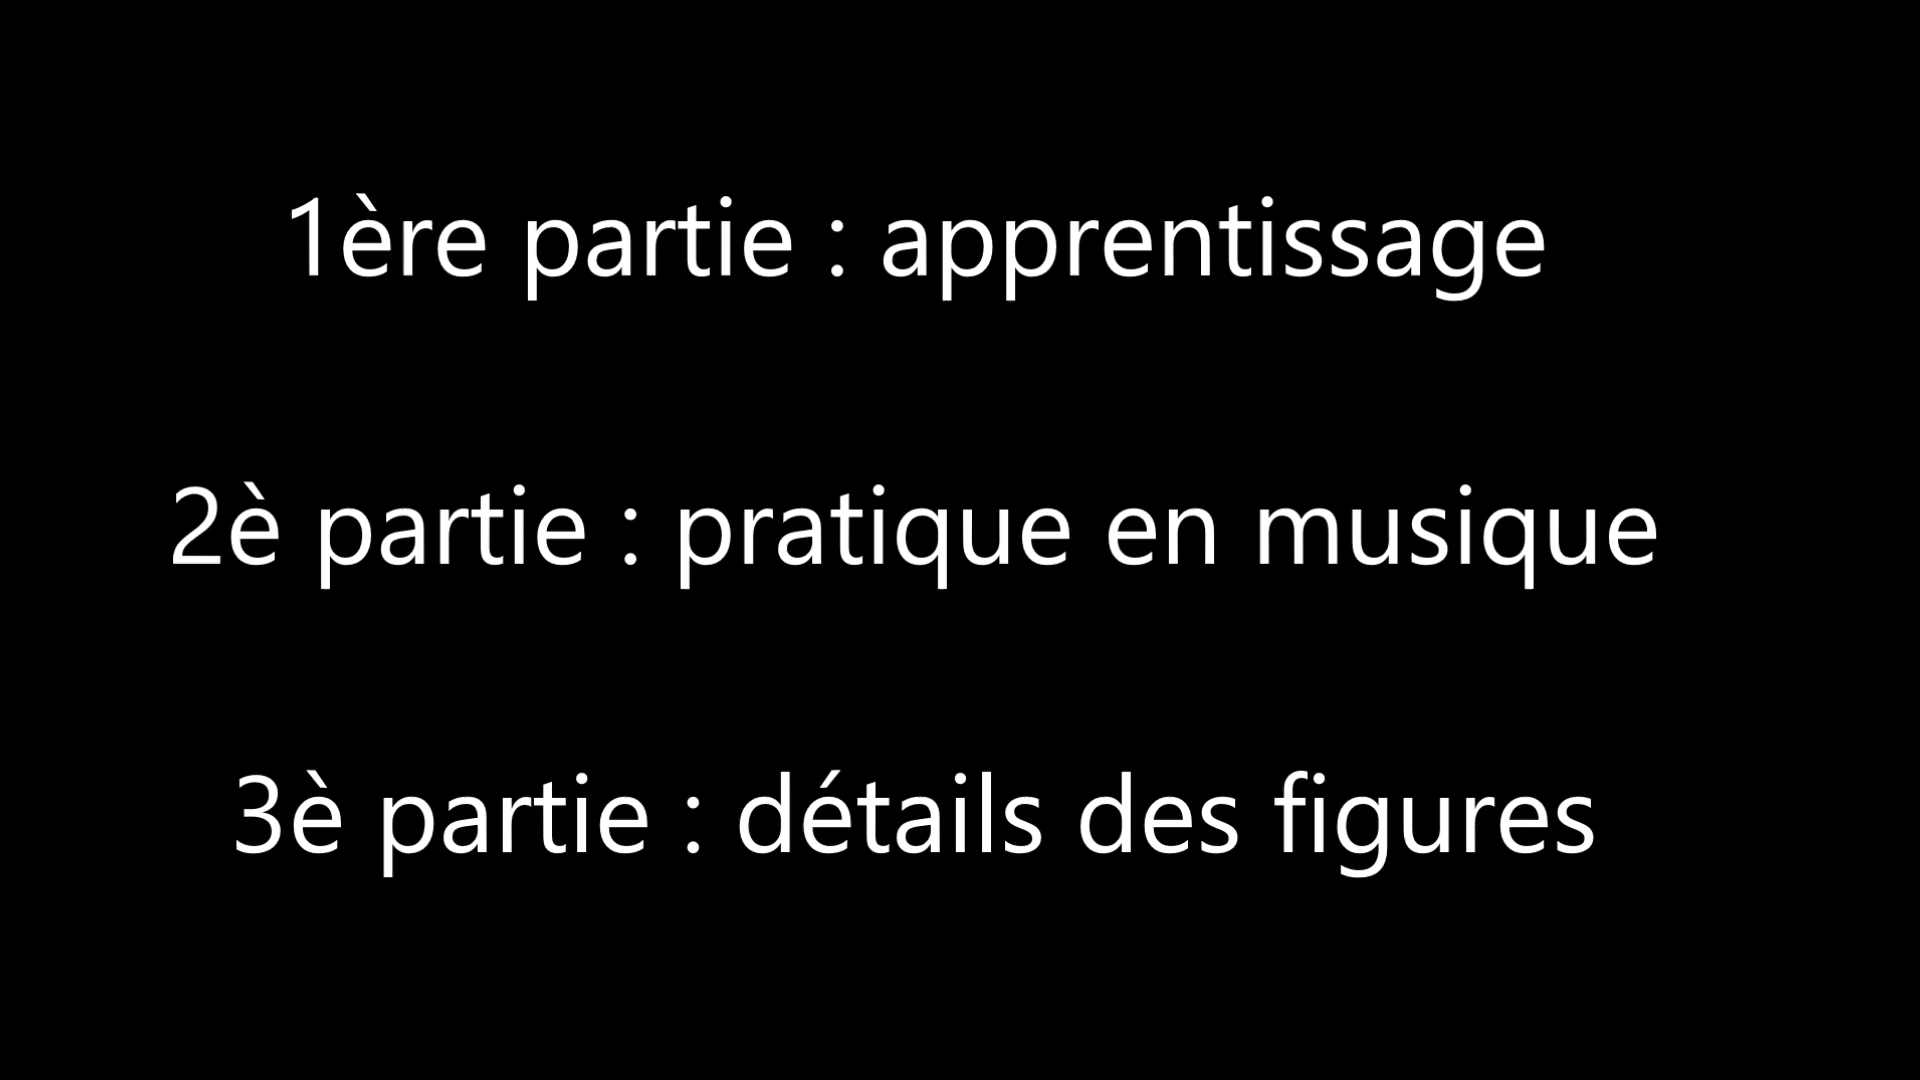 1ère partie : apprentissage
2è partie : pratique en musique
3è partie : détails des figures